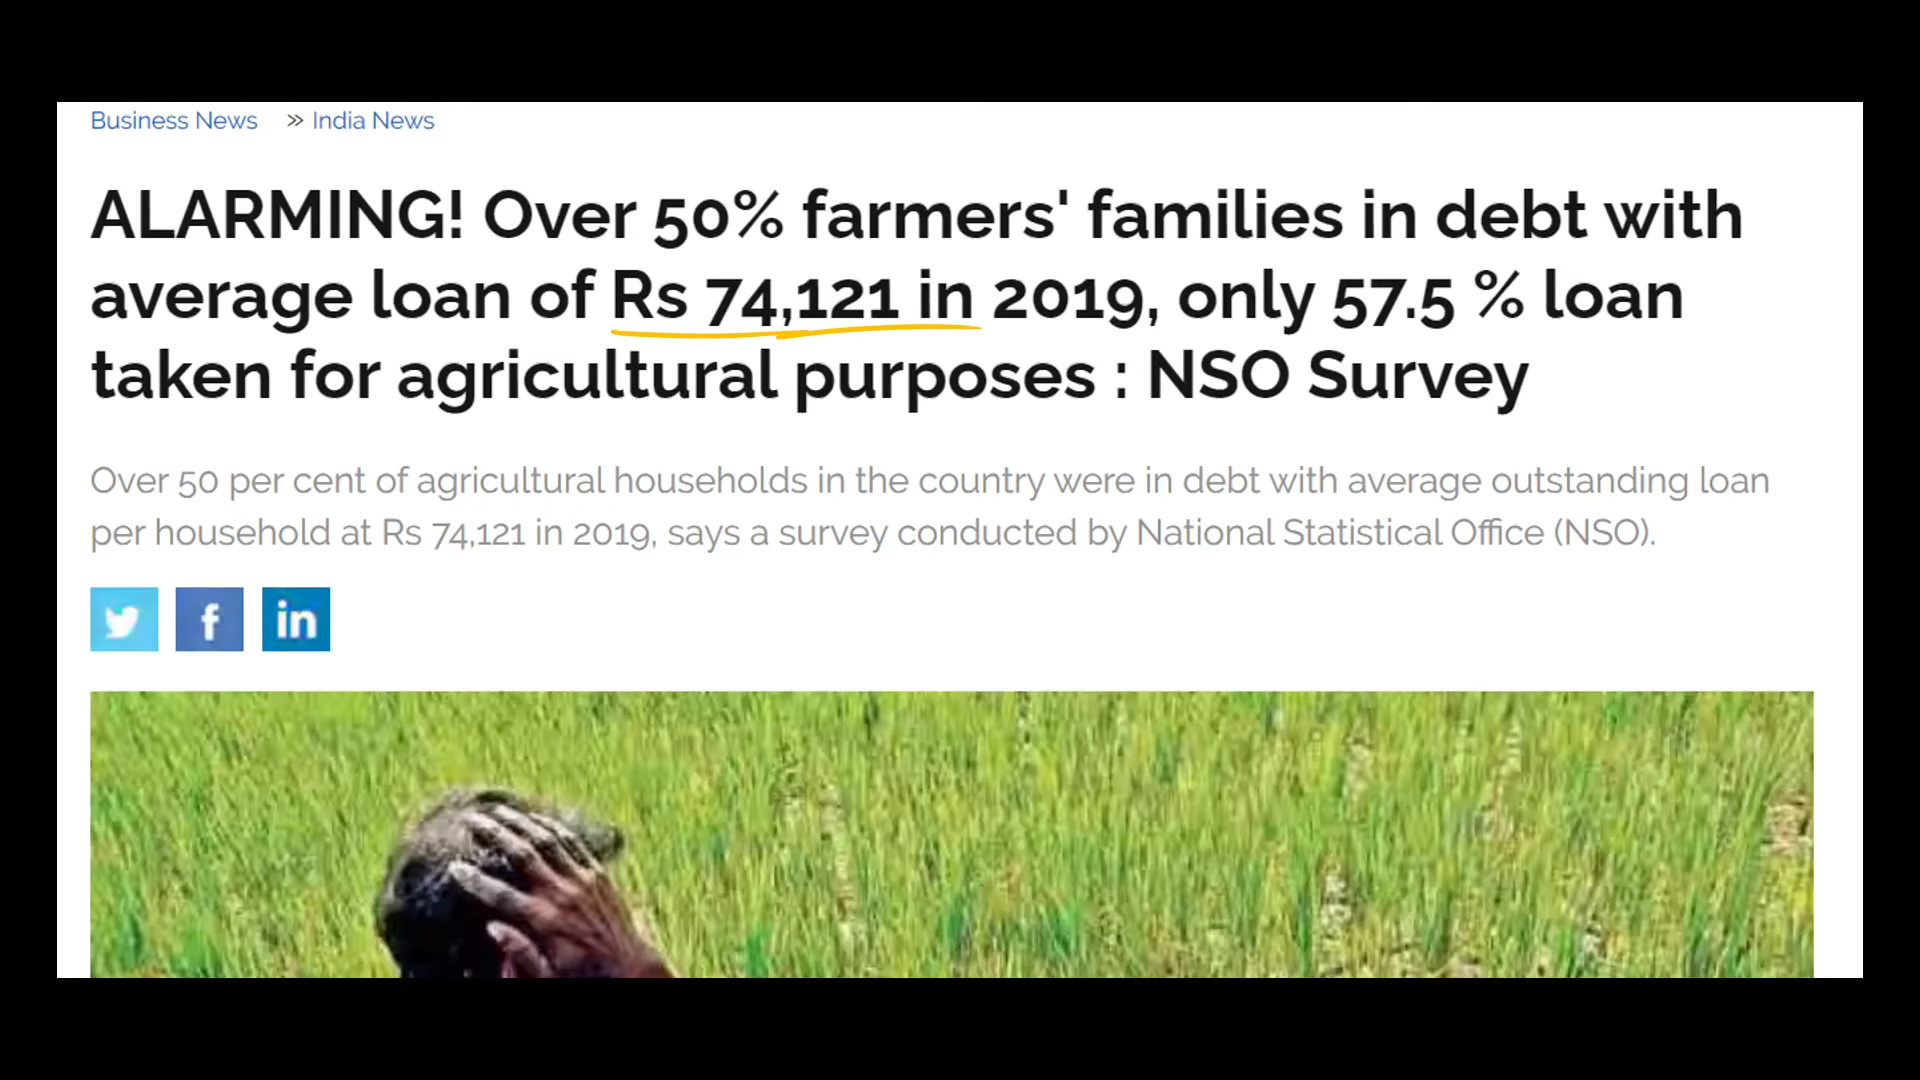 Business News » India News
ALARMING! Over 50% farmers' families in debt with
average loan of Rs 74,121 in 2019, only 57.5 % loan
taken for agricultural purposes : NSO Survey
Over 50 per cent of agricultural households in the country were in debt with average outstanding loan
per household at Rs 74,121 in 2019, says a survey conducted by National Statistical Office (NSO).
f in